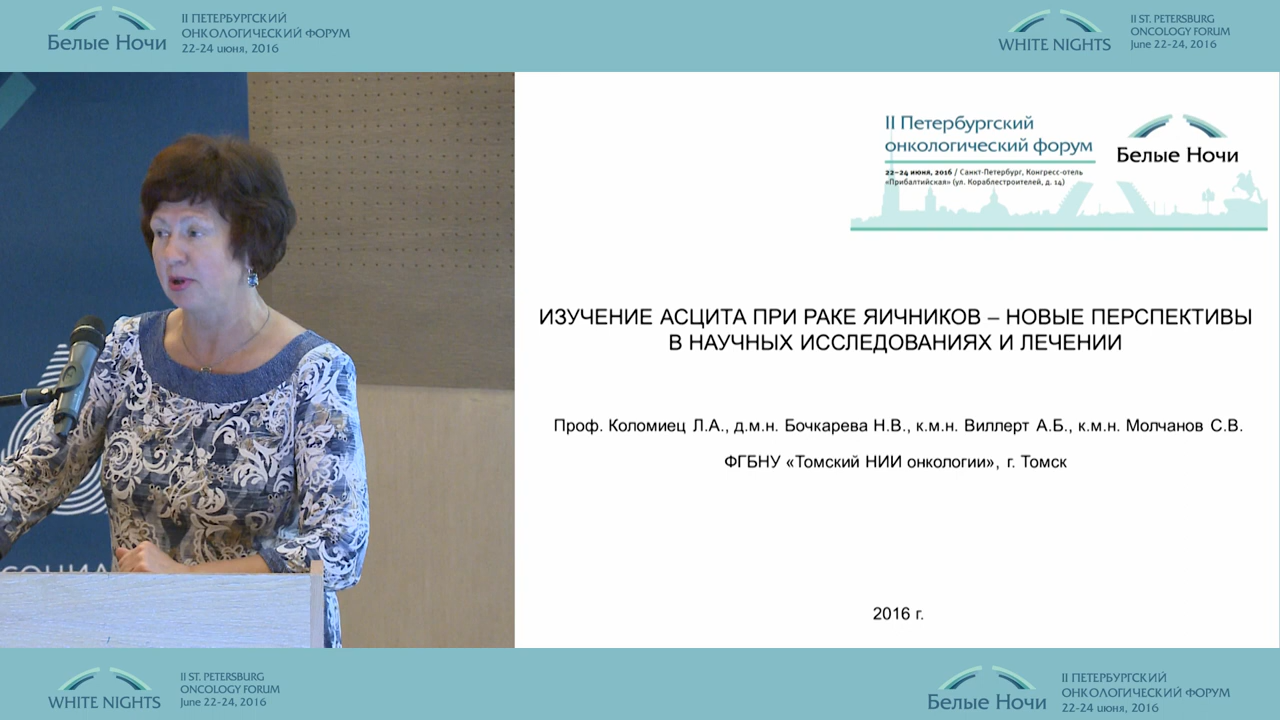 Белые Ночи
II ПЕТЕРБУРГСКИЙ
ОНКОЛОГИЧЕСКИЙ ФОРУМ
22-24 июня, 2016
WHITE NIGHTS
II ST. PETERSBURG
ONCOLOGY FORUM
June 22-24, 2016
II Петербургский
онкологический форум
22–24 июня, 2016 / Санкт-Петербург, Конгресс-отель
«Прибалтийская» (ул. Кораблестроителей, д. 14)
Белые Ночи
ИЗУЧЕНИЕ АСЦИТА ПРИ РАКЕ ЯИЧНИКОВ – НОВЫЕ ПЕРСПЕКТИВЫ
В НАУЧНЫХ ИССЛЕДОВАНИЯХ И ЛЕЧЕНИИ
Проф. Коломиец Л.А., д.м.н. Бочкарева Н.В., к.м.н. Виллерт А.Б., к.м.н. Молчанов С.В.
ФГБНУ «Томский НИИ онкологии», г. Томск
2016 г.
СОЦИА
WHITE NIGHTS
II ST. PETERSBURG
ONCOLOGY FORUM
June 22-24, 2016
Белые Ночи
II ПЕТЕРБУРГСКИЙ
ОНКОЛОГИЧЕСКИЙ ФОРУМ
22-24 июня, 2016